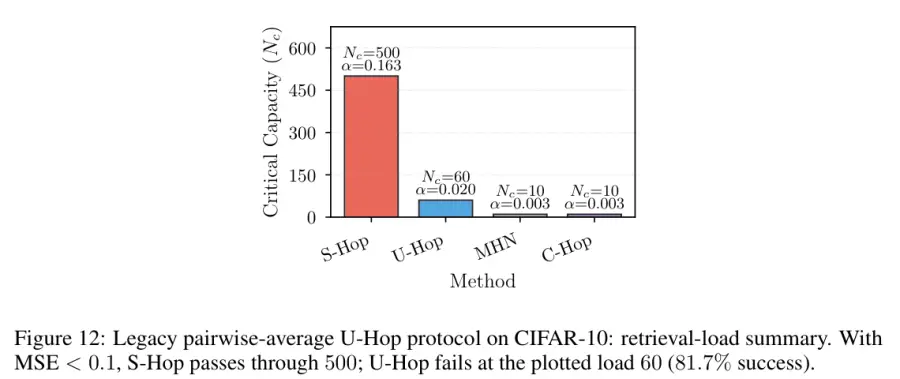 Critical Capacity (N_c)
600
450
300
150
0
N_c=500
α=0.163
N_c=60
α=0.020
N_c=10
α=0.003
N_c=10
α=0.003
S-Hop
U-Hop
MHN
C-Hop
Method
Figure 12: Legacy pairwise-average U-Hop protocol on CIFAR-10: retrieval-load summary. With
MSE < 0.1, S-Hop passes through 500; U-Hop fails at the plotted load 60 (81.7% success).